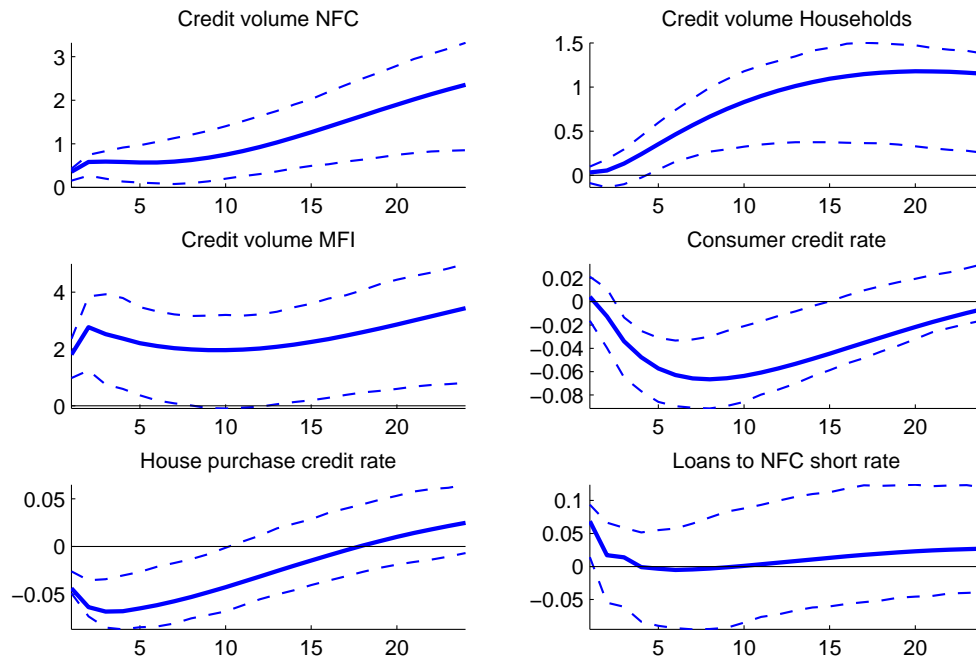 Credit volume NFC
3
2
1
0
5 10 15 20
Credit volume Households
1.5
1
0.5
0
5 10 15 20
Credit volume MFI
4
2
0
5 10 15 20
Consumer credit rate
0.02
0
−0.02
−0.04
−0.06
−0.08
5 10 15 20
House purchase credit rate
0.05
0
−0.05
5 10 15 20
Loans to NFC short rate
0.1
0.05
0
−0.05
5 10 15 20